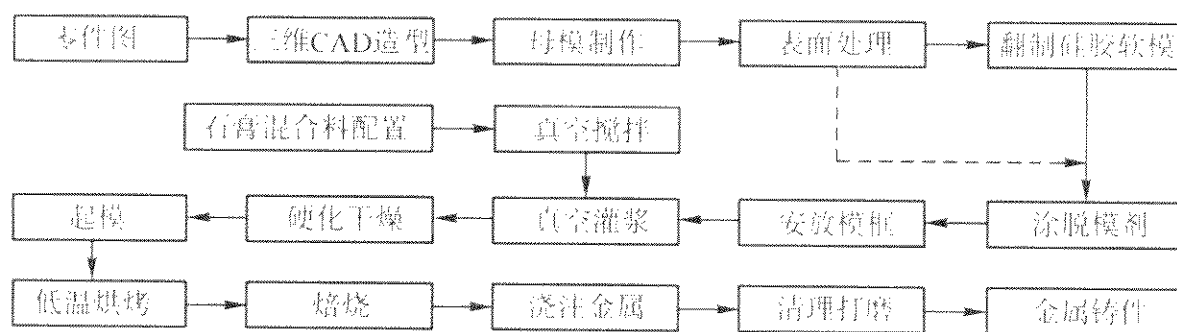 零件图
三维CAD造型
母模制作
表面处理
翻制硅胶软模
石膏混合料配置
真空搅拌
起模
硬化干燥
真空灌浆
安放模框
涂脱模剂
低温烘烤
焙烧
浇注金属
清理打磨
金属铸件